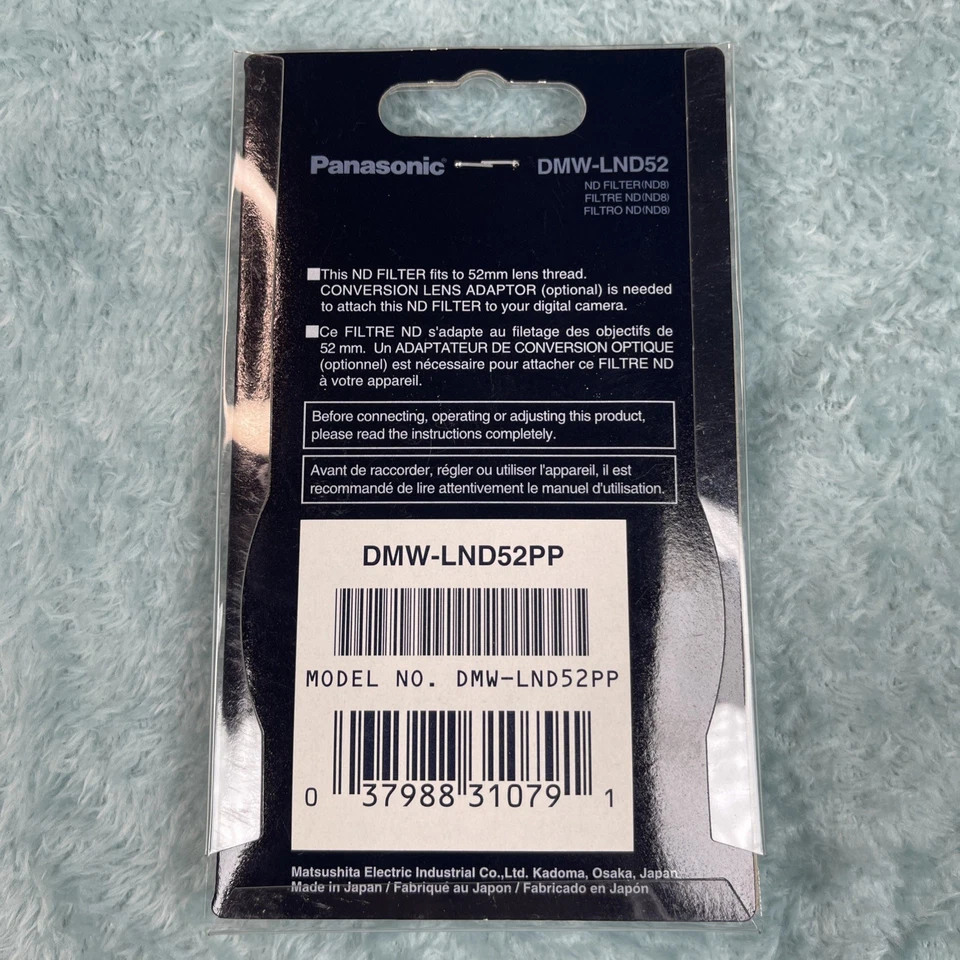 Panasonic DMW-LND52
ND FILTER(ND8)
FILTRE ND(ND8)
FILTRO ND(ND8)
■This ND FILTER fits to 52mm lens thread.
CONVERSION LENS ADAPTOR (optional) is needed
to attach this ND FILTER to your digital camera.
■Ce FILTRE ND s'adapte au filetage des objectifs de
52 mm. Un ADAPTATEUR DE CONVERSION OPTIQUE
(optionnel) est nécessaire pour attacher ce FILTRE ND
à votre appareil.
Before connecting, operating or adjusting this product,
please read the instructions completely.
Avant de raccorder, régler ou utiliser l'appareil, il est
recommandé de lire attentivement le manuel d'utilisation.
DMW-LND52PP
MODEL NO. DMW-LND52PP
0 37988 31079 1
Matsushita Electric Industrial Co.,Ltd. Kadoma, Osaka, Japan
Made in Japan / Fabriqué au Japon / Fabricado en Japón